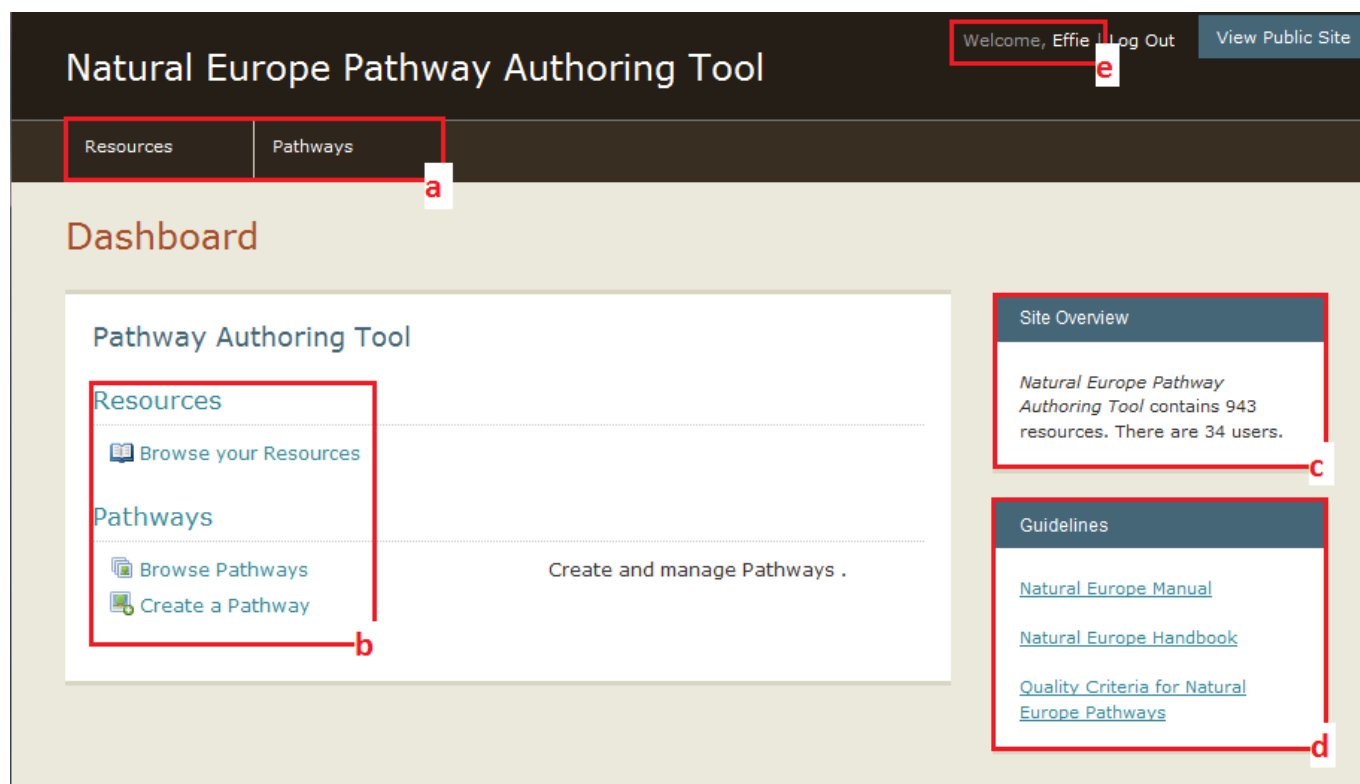 Welcome, Effie | Log Out
View Public Site
Natural Europe Pathway Authoring Tool
e
Resources
Pathways
a
Dashboard
Pathway Authoring Tool
Resources
Browse your Resources
Pathways
Browse Pathways
Create and manage Pathways .
Create a Pathway
b
Site Overview
Natural Europe Pathway
Authoring Tool contains 943
resources. There are 34 users.
c
Guidelines
Natural Europe Manual
Natural Europe Handbook
Quality Criteria for Natural
Europe Pathways
d